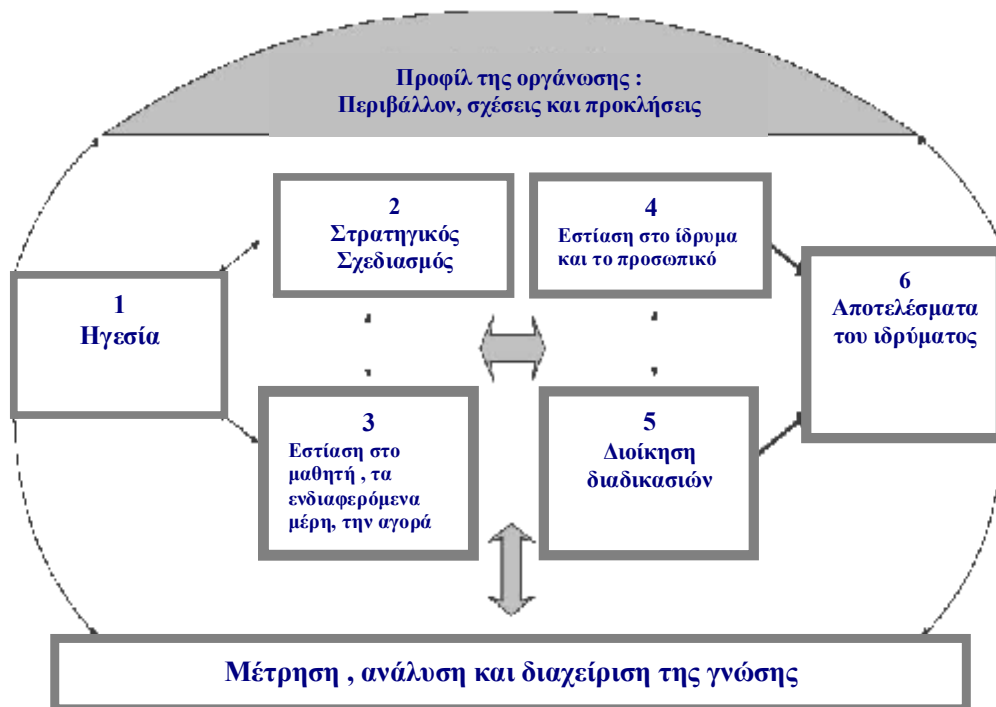 Προφίλ της οργάνωσης :
Περιβάλλον, σχέσεις και προκλήσεις
1
Ηγεσία
2
Στρατηγικός
Σχεδιασμός
3
Εστίαση στο
μαθητή , τα
ενδιαφερόμενα
μέρη, την αγορά
4
Εστίαση στο ίδρυμα
και το προσωπικό
5
Διοίκηση
διαδικασιών
6
Αποτελέσματα
του ιδρύματος
Μέτρηση , ανάλυση και διαχείριση της γνώσης